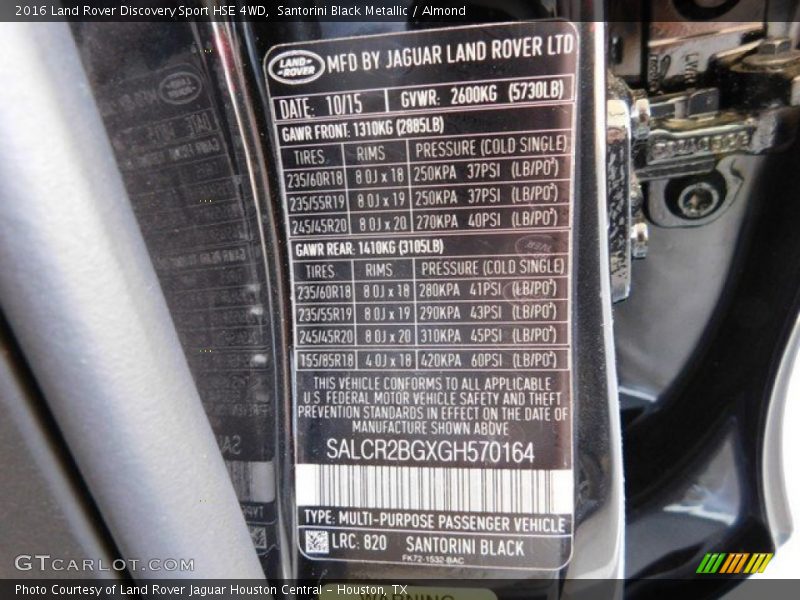 2016 Land Rover Discovery Sport HSE 4WD, Santorini Black Metallic / Almond
LAND-ROVER MFD BY JAGUAR LAND ROVER LTD
DATE: 10/15 GVWR: 2600KG (5730LB)
GAWR FRONT: 1310KG (2885LB)
TIRES RIMS PRESSURE (COLD SINGLE)
235/60R18 8 0J x 18 250KPA 37PSI (LB/PO²)
235/55R19 8 0J x 19 250KPA 37PSI (LB/PO²)
245/45R20 8 0J x 20 270KPA 40PSI (LB/PO²)
GAWR REAR: 1410KG (3105LB)
TIRES RIMS PRESSURE (COLD SINGLE)
235/60R18 8 0J x 18 280KPA 41PSI (LB/PO²)
235/55R19 8 0J x 19 290KPA 43PSI (LB/PO²)
245/45R20 8 0J x 20 310KPA 45PSI (LB/PO²)
155/85R18 4 0J x 18 420KPA 60PSI (LB/PO²)
THIS VEHICLE CONFORMS TO ALL APPLICABLE
U.S FEDERAL MOTOR VEHICLE SAFETY AND THEFT
PREVENTION STANDARDS IN EFFECT ON THE DATE OF
MANUFACTURE SHOWN ABOVE
SALCR2BGXGH570164
TYPE: MULTI-PURPOSE PASSENGER VEHICLE
LRC: 820 SANTORINI BLACK
FK72-1532-BAC
WARNING
GTCARLOT.COM
Photo Courtesy of Land Rover Jaguar Houston Central – Houston, TX